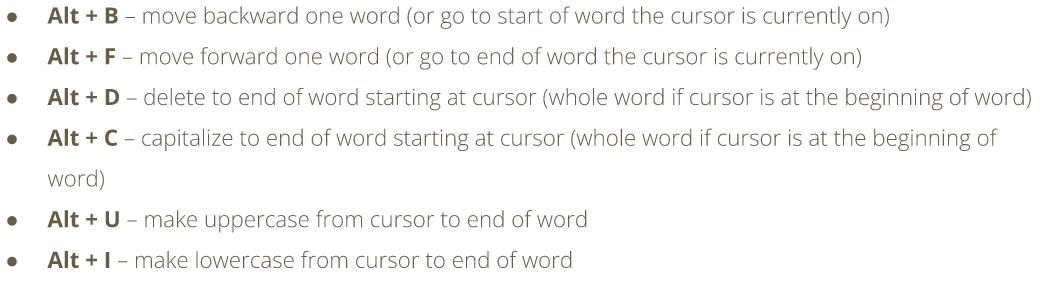 ● Alt + B – move backward one word (or go to start of word the cursor is currently on)
● Alt + F – move forward one word (or go to end of word the cursor is currently on)
● Alt + D – delete to end of word starting at cursor (whole word if cursor is at the beginning of word)
● Alt + C – capitalize to end of word starting at cursor (whole word if cursor is at the beginning of
word)
● Alt + U – make uppercase from cursor to end of word
● Alt + l – make lowercase from cursor to end of word